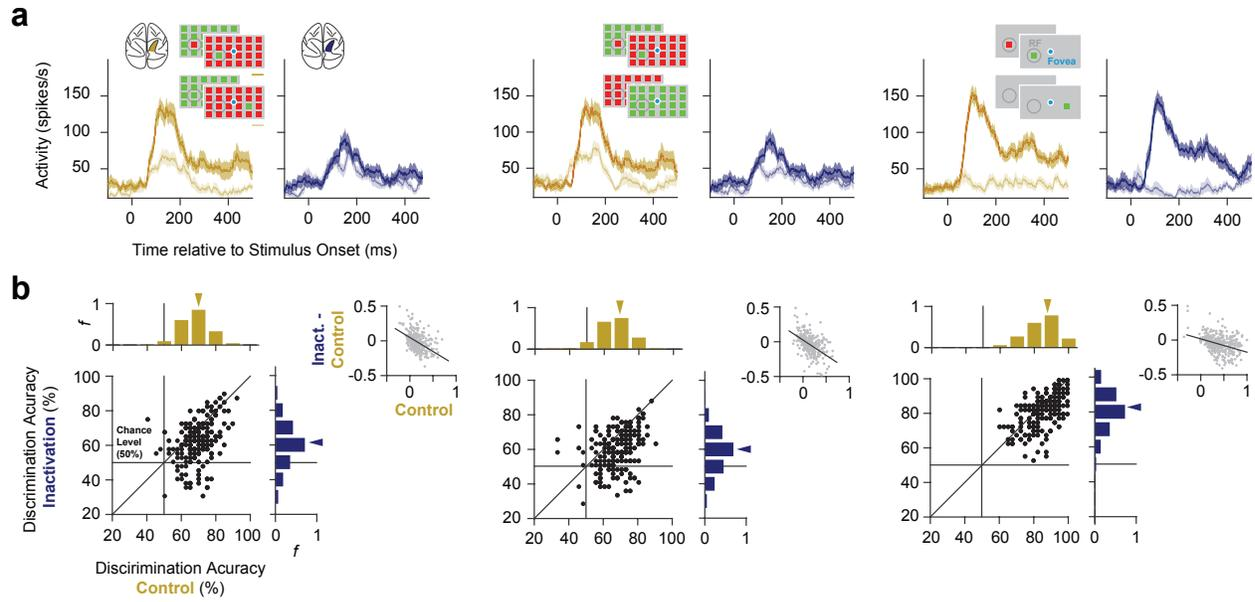 a
Activity (spikes/s)
150
100
50
0 200 400
0 200 400
Time relative to Stimulus Onset (ms)
150
100
50
0 200 400
0 200 400
RF
Fovea
150
100
50
0 200 400
0 200 400
b
f
1
0
Inact. -
Control
0.5
0
-0.5
0 1
Control
1
0
0.5
0
-0.5
0 1
1
0
0.5
0
-0.5
0 1
Discrimination Acuracy
Inactivation (%)
100
80
60
40
20
Chance
Level
(50%)
20 40 60 80 100
0 1
f
Discirimination Acuracy
Control (%)
100
80
60
40
20
20 40 60 80 100
0 1
100
80
60
40
20
20 40 60 80 100
0 1